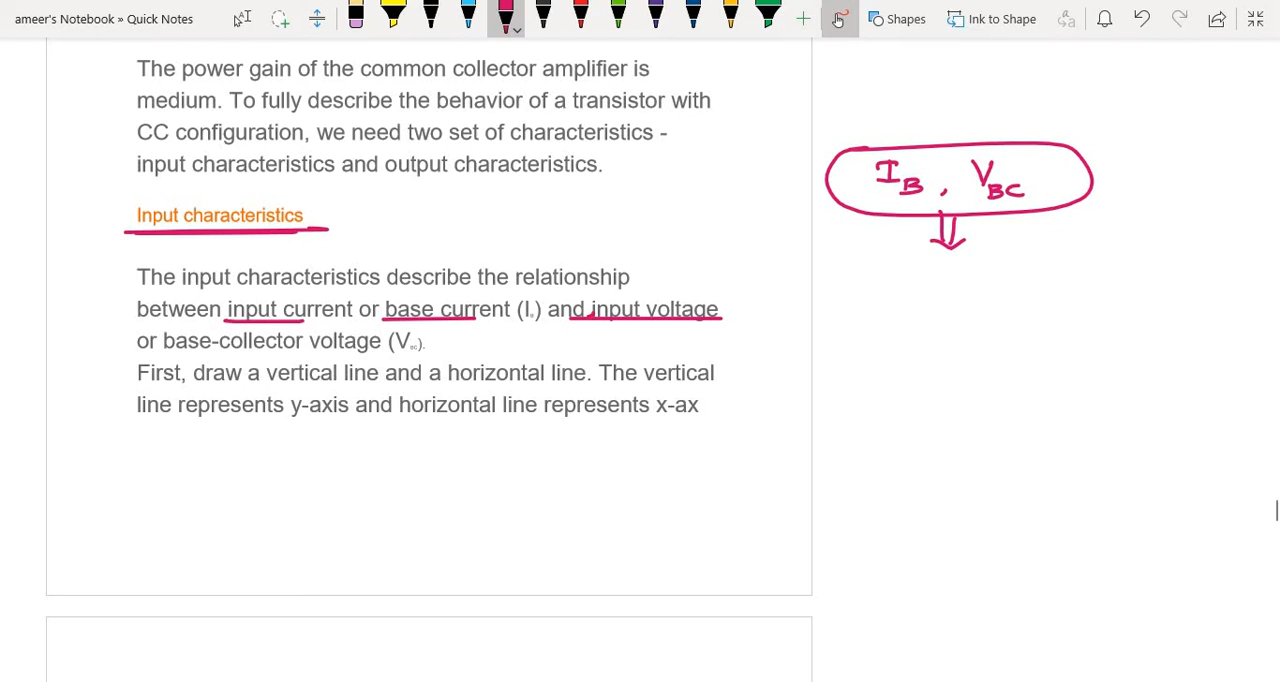 ameer's Notebook » Quick Notes
Shapes
Ink to Shape
The power gain of the common collector amplifier is
medium. To fully describe the behavior of a transistor with
CC configuration, we need two set of characteristics -
input characteristics and output characteristics.
Input characteristics
The input characteristics describe the relationship
between input current or base current (IB) and input voltage
or base-collector voltage (VBC).
First, draw a vertical line and a horizontal line. The vertical
line represents y-axis and horizontal line represents x-ax
IB , VBC